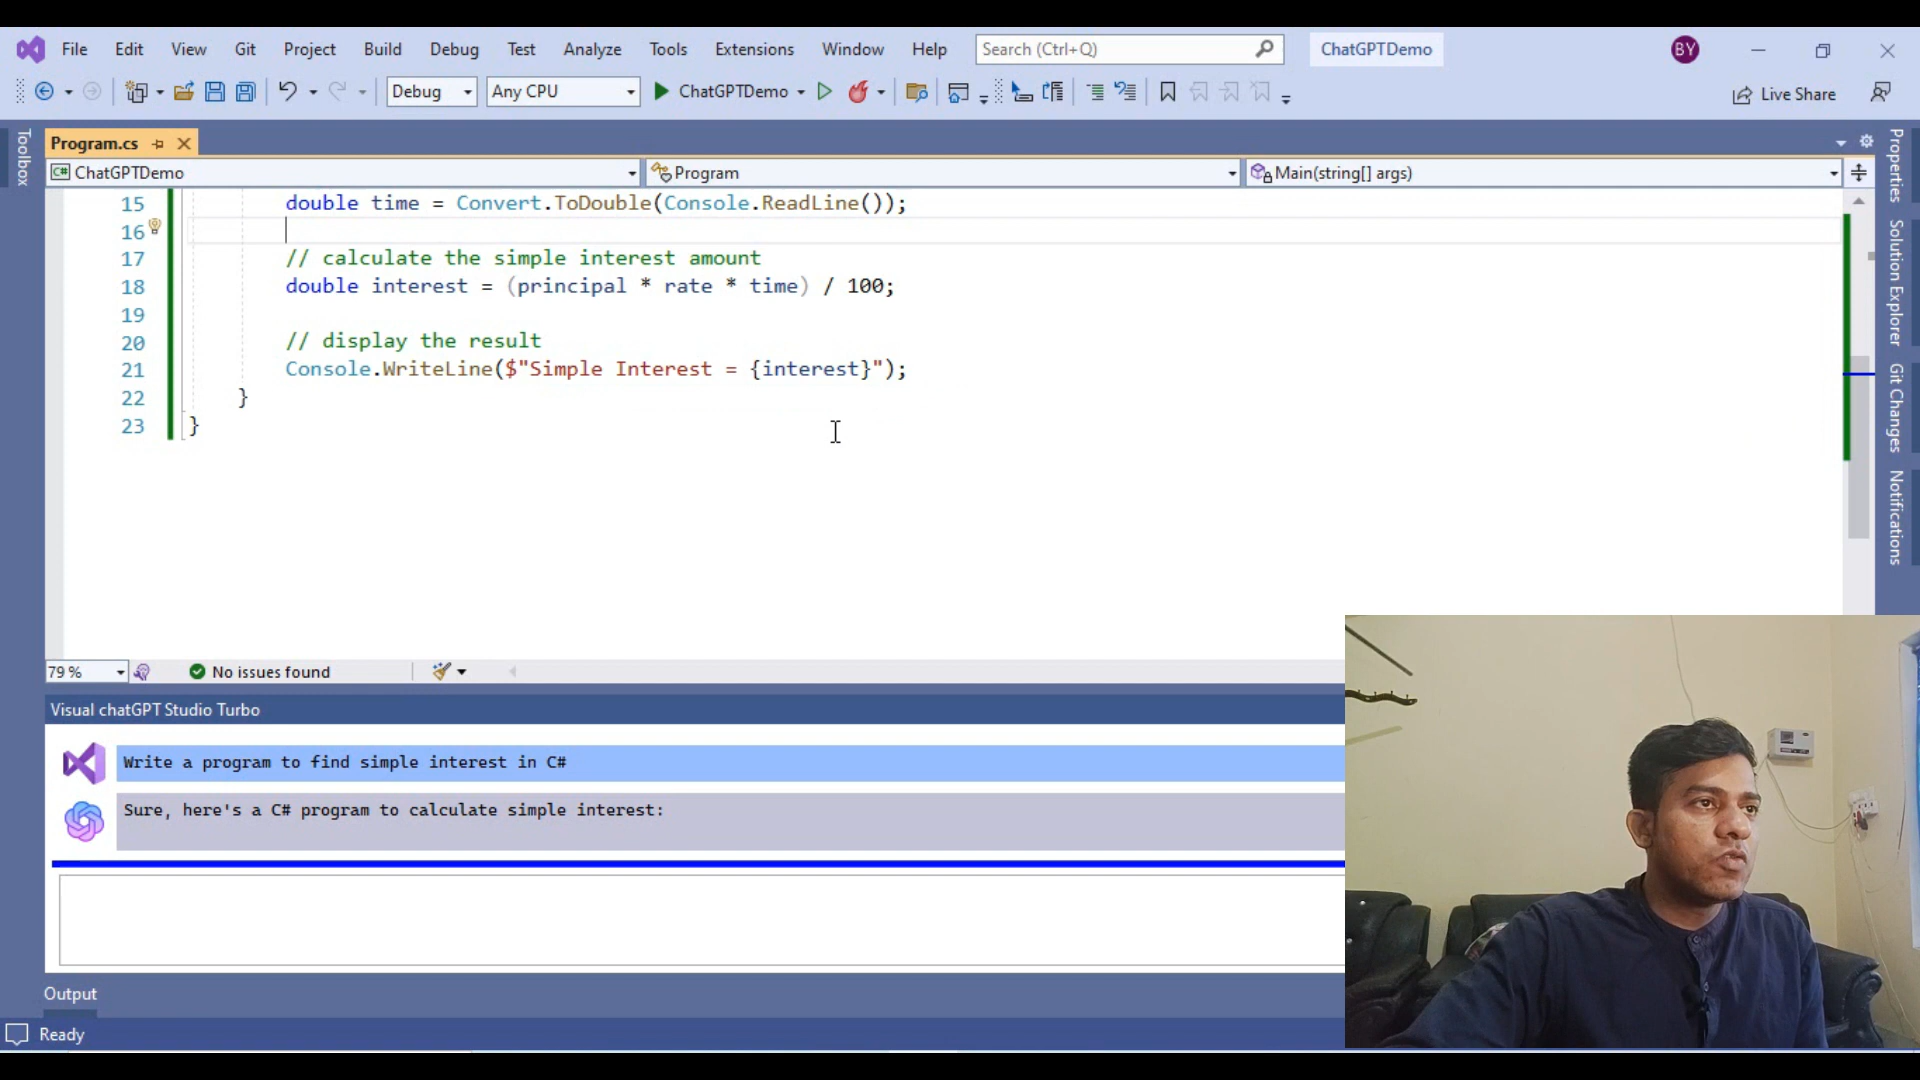 File Edit View Git Project Build Debug Test Analyze Tools Extensions Window Help Search (Ctrl+Q) ChatGPTDemo BY
Debug Any CPU ChatGPTDemo Live Share
Toolbox
Program.cs
C# ChatGPTDemo Program Main(string[] args)
15 double time = Convert.ToDouble(Console.ReadLine());
16
17 // calculate the simple interest amount
18 double interest = (principal * rate * time) / 100;
19
20 // display the result
21 Console.WriteLine($"Simple Interest = {interest}");
22 }
23 }
Properties
Solution Explorer
Git Changes
Notifications
79 % No issues found
Visual chatGPT Studio Turbo
Write a program to find simple interest in C#
Sure, here's a C# program to calculate simple interest:
Output
Ready